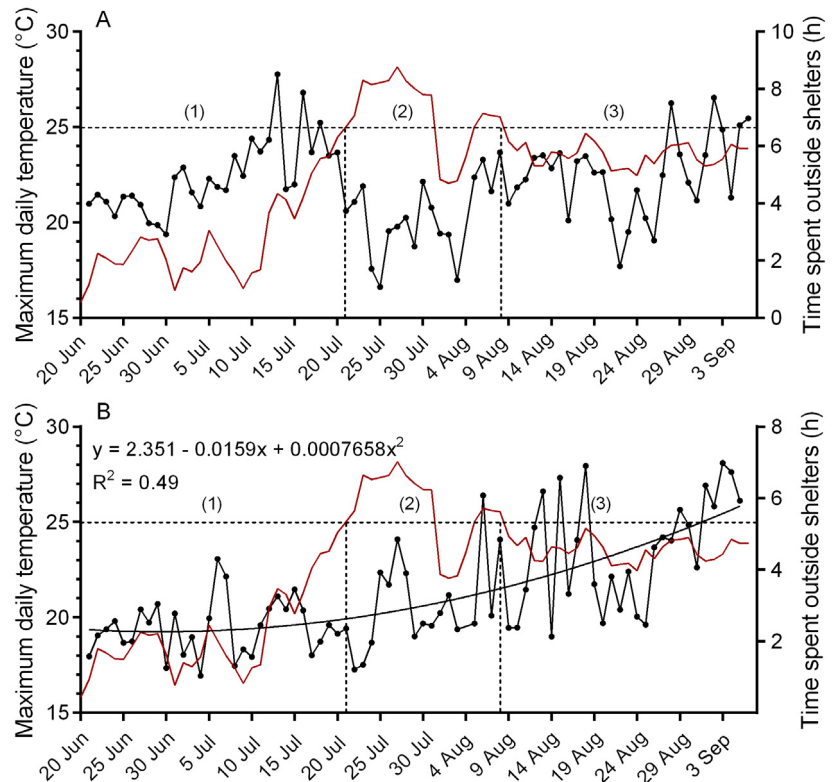 A
Maximum daily temperature (°C)
30
25
20
15
(1)
(2)
(3)
10
8
6
4
2
0
Time spent outside shelters (h)
20 Jun
25 Jun
30 Jun
5 Jul
10 Jul
15 Jul
20 Jul
25 Jul
30 Jul
4 Aug
9 Aug
14 Aug
19 Aug
24 Aug
29 Aug
3 Sep
B
y = 2.351 - 0.0159x + 0.0007658x²
R² = 0.49
Maximum daily temperature (°C)
30
25
20
15
(1)
(2)
(3)
8
6
4
2
Time spent outside shelters (h)
20 Jun
25 Jun
30 Jun
5 Jul
10 Jul
15 Jul
20 Jul
25 Jul
30 Jul
4 Aug
9 Aug
14 Aug
19 Aug
24 Aug
29 Aug
3 Sep